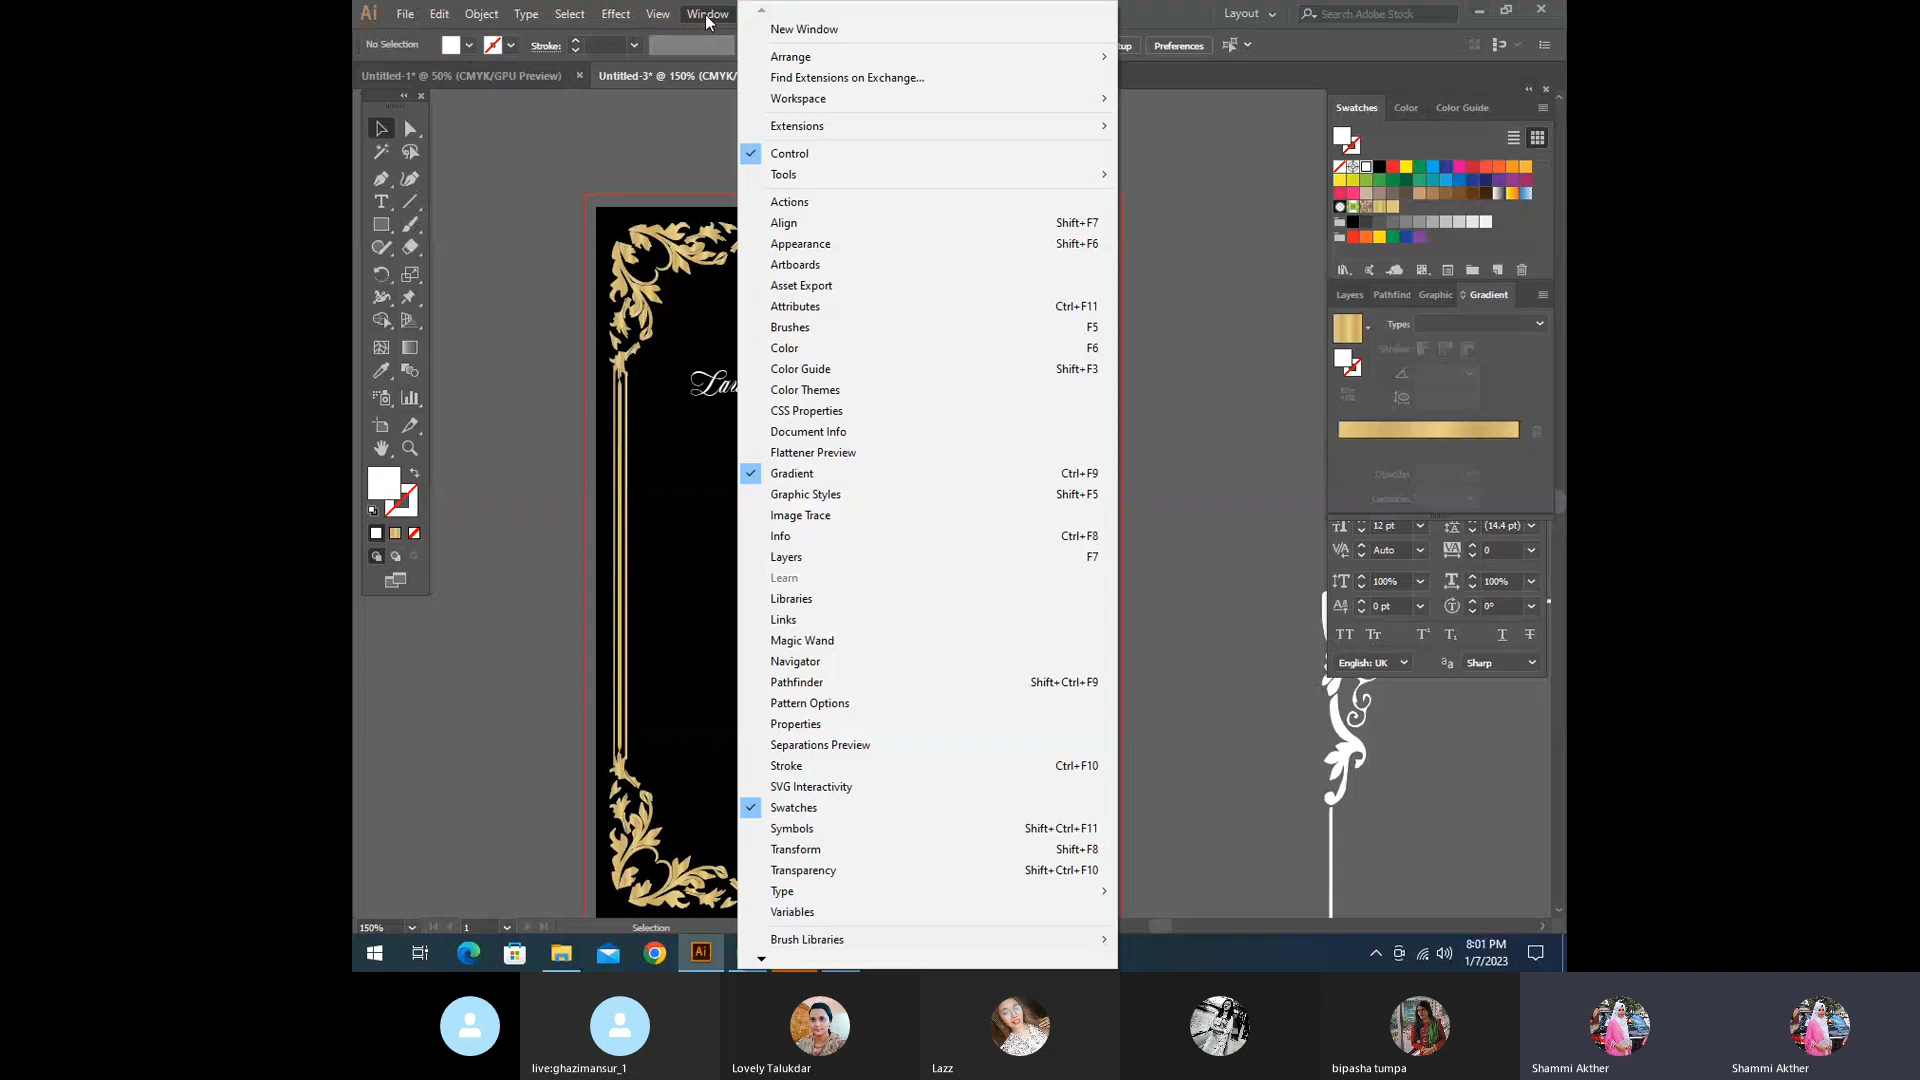 Ai File Edit Object Type Select Effect View Window
Layout
Search Adobe Stock
No Selection
Stroke:
Preferences
Untitled-1* @ 50% (CMYK/GPU Preview)
Untitled-3* @ 150% (CMYK/
New Window
Arrange
Find Extensions on Exchange...
Workspace
Extensions
Control
Tools
Actions
Align Shift+F7
Appearance Shift+F6
Artboards
Asset Export
Attributes Ctrl+F11
Brushes F5
Color F6
Color Guide Shift+F3
Color Themes
CSS Properties
Document Info
Flattener Preview
Gradient Ctrl+F9
Graphic Styles Shift+F5
Image Trace
Info Ctrl+F8
Layers F7
Learn
Libraries
Links
Magic Wand
Navigator
Pathfinder Shift+Ctrl+F9
Pattern Options
Properties
Separations Preview
Stroke Ctrl+F10
SVG Interactivity
Swatches
Symbols Shift+Ctrl+F11
Transform Shift+F8
Transparency Shift+Ctrl+F10
Type
Variables
Brush Libraries
Swatches Color Color Guide
Layers Pathfind Graphic Gradient
Type:
Stroke:
Opacity:
Location:
12 pt (14.4 pt)
Auto 0
100% 100%
0 pt 0°
TT Tr T¹ T₁ T T
English: UK Sharp
150% 1 Selection
Ai
8:01 PM
1/7/2023
live:ghazimansur_1
Lovely Talukdar
Lazz
bipasha tumpa
Shammi Akther
Shammi Akther